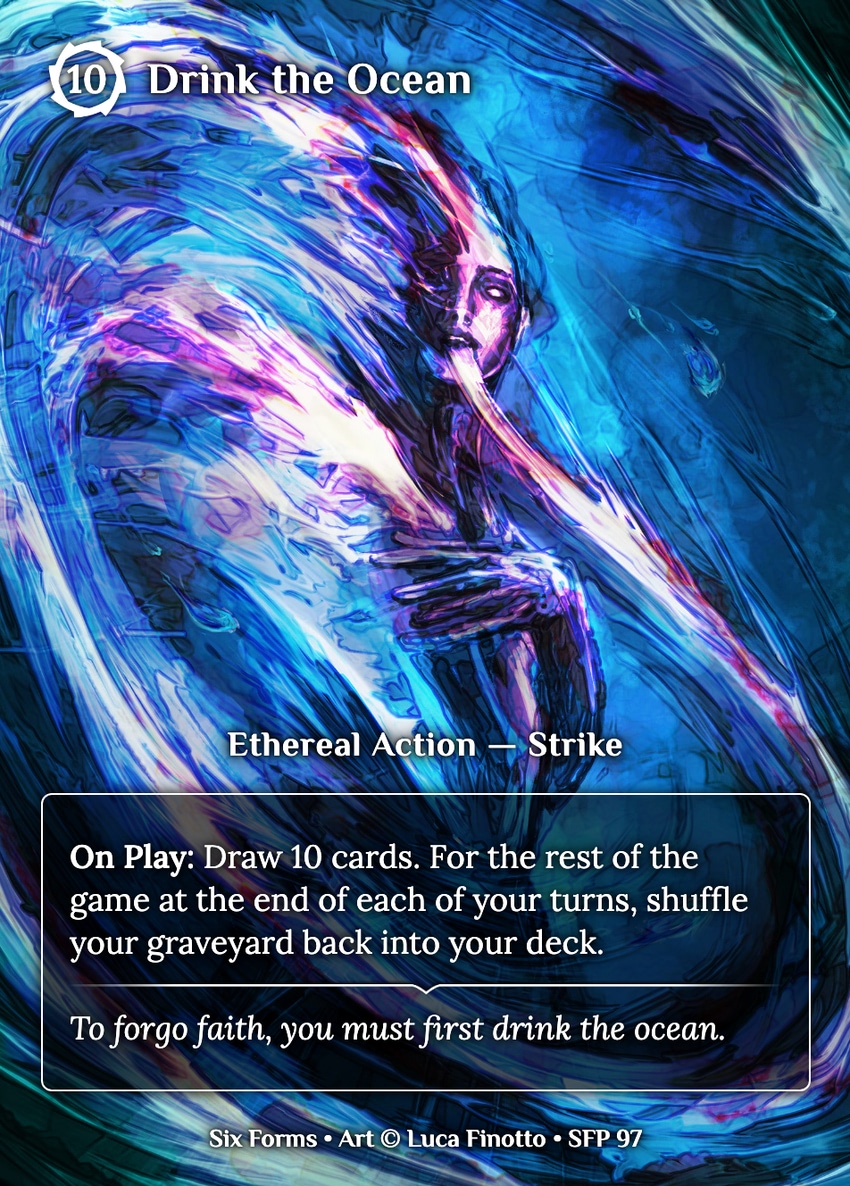 10 Drink the Ocean
Ethereal Action — Strike
On Play: Draw 10 cards. For the rest of the
game at the end of each of your turns, shuffle
your graveyard back into your deck.
To forgo faith, you must first drink the ocean.
Six Forms • Art © Luca Finotto • SFP 97